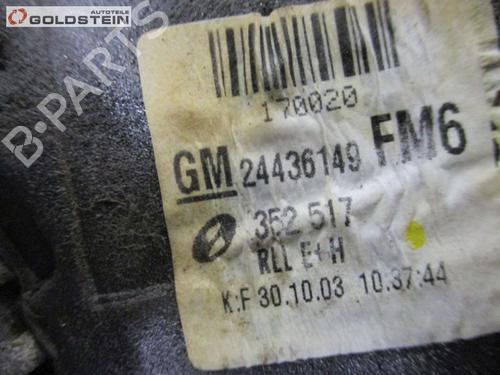 Autoteile
GOLDSTEIN
B-PARTS
170020
GM 24436149 FM6
352 517
RLL E+H
K:F 30.10.03 10.37:44